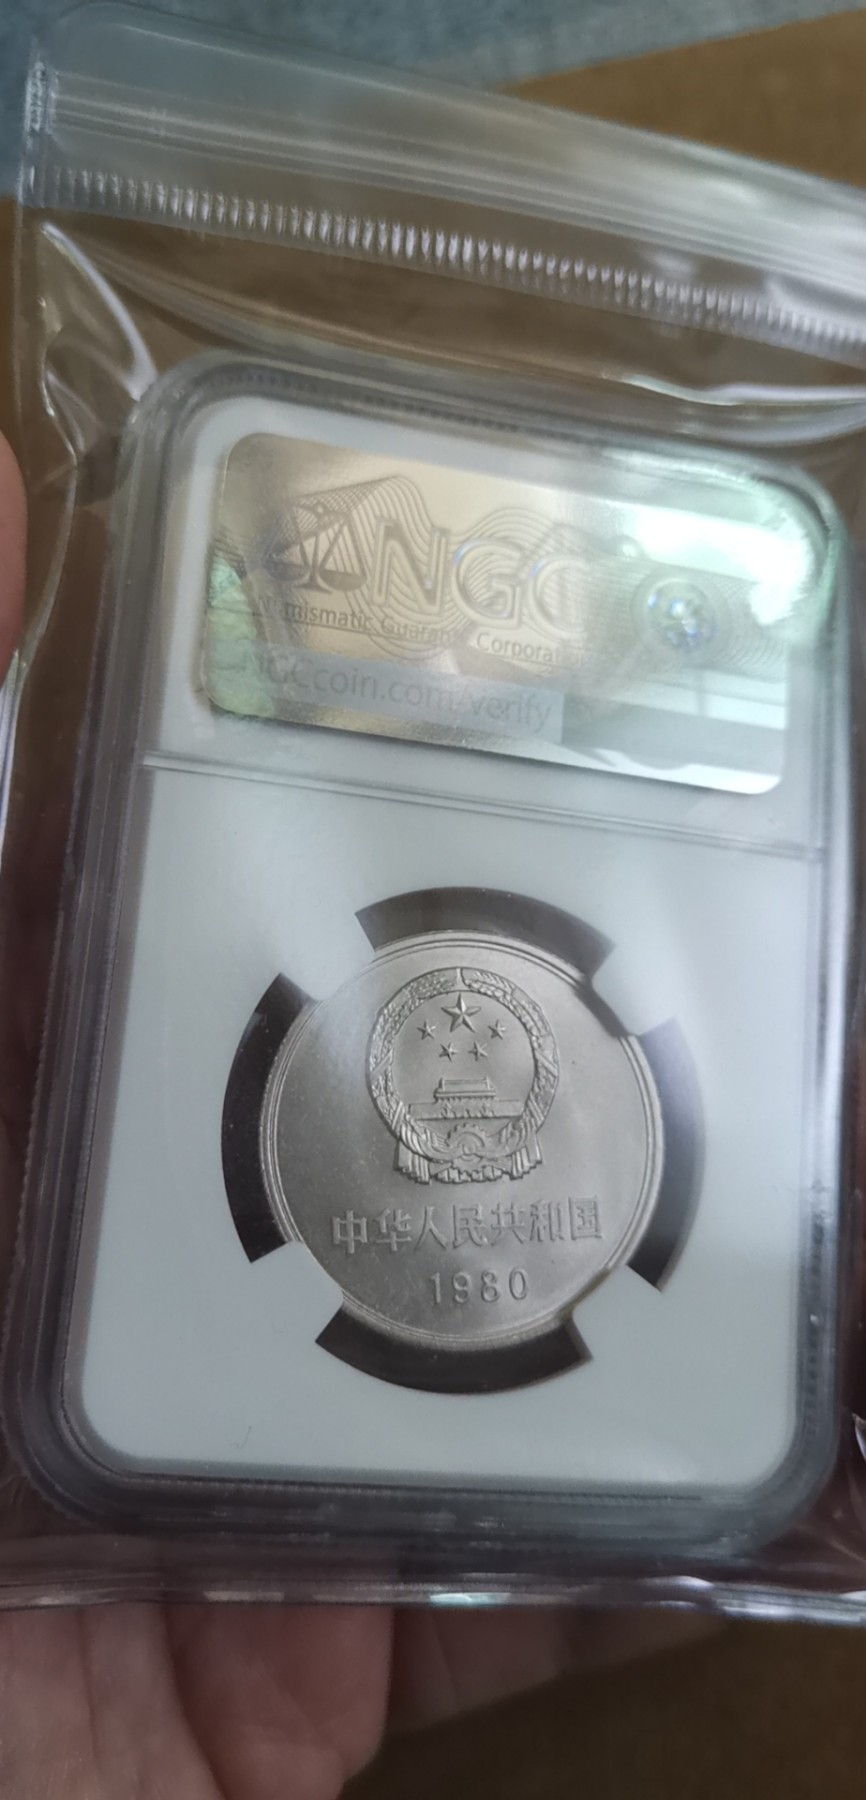 NGC
Numismatic Guaranty Corporation
NGCcoin.com/verify
中华人民共和国
1980